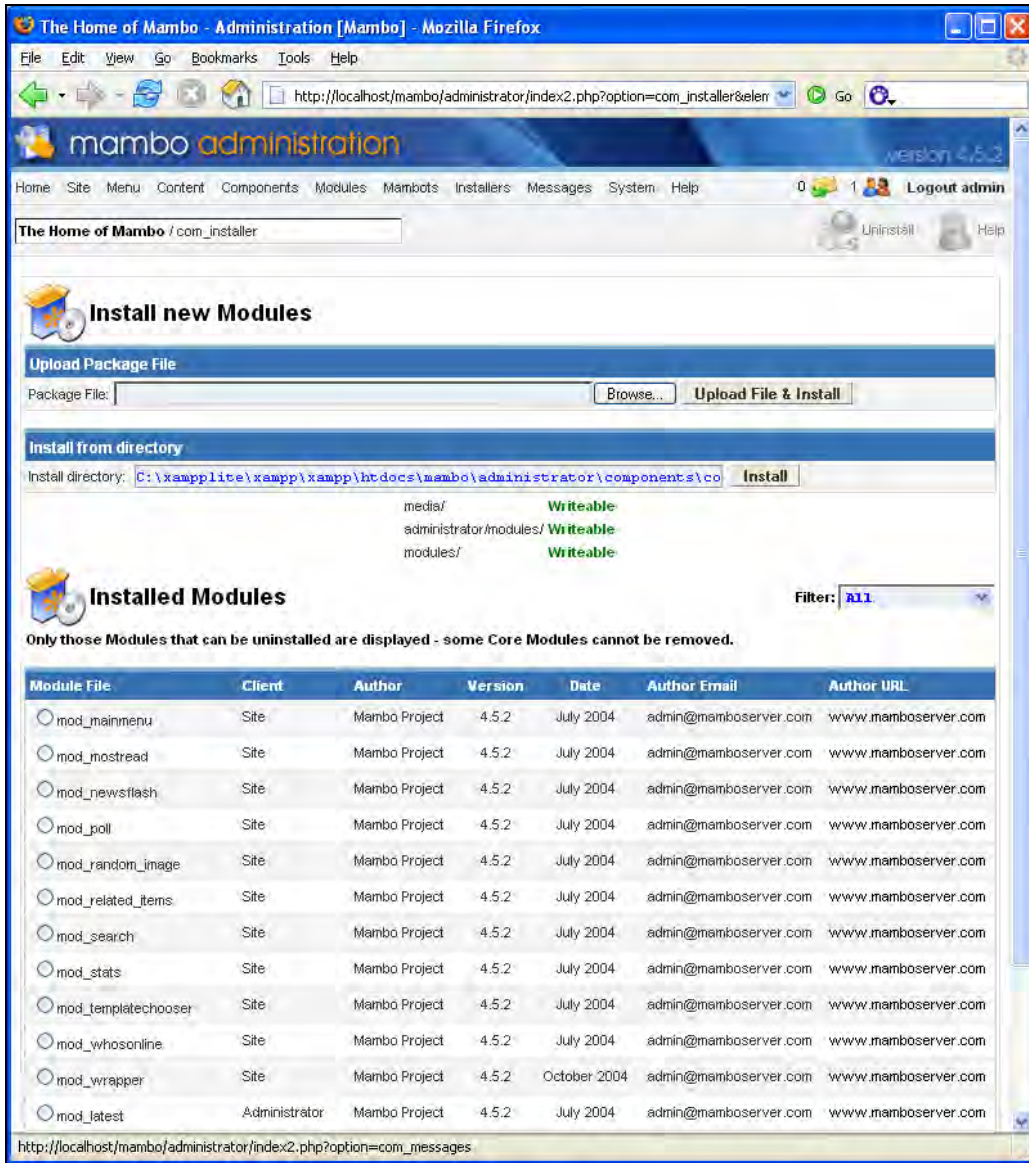 The Home of Mambo - Administration [Mambo] - Mozilla Firefox
File Edit View Go Bookmarks Tools Help
http://localhost/mambo/administrator/index2.php?option=com_installer&elem Go
mambo administration
version 4.5.2
Home Site Menu Content Components Modules Mambots Installers Messages System Help 0 1 Logout admin
The Home of Mambo / com_installer Uninstall Help
Install new Modules
Upload Package File
Package File: Browse... Upload File & Install
Install from directory
Install directory: C:\xampplite\xampp\xampp\htdocs\mambo\administrator\components\co Install
media/ Writeable
administrator/modules/ Writeable
modules/ Writeable
Installed Modules Filter: All
Only those Modules that can be uninstalled are displayed - some Core Modules cannot be removed.
Module File Client Author Version Date Author Email Author URL
mod_mainmenu Site Mambo Project 4.5.2 July 2004 admin@mamboserver.com www.mamboserver.com
mod_mostread Site Mambo Project 4.5.2 July 2004 admin@mamboserver.com www.mamboserver.com
mod_newsflash Site Mambo Project 4.5.2 July 2004 admin@mamboserver.com www.mamboserver.com
mod_poll Site Mambo Project 4.5.2 July 2004 admin@mamboserver.com www.mamboserver.com
mod_random_image Site Mambo Project 4.5.2 July 2004 admin@mamboserver.com www.mamboserver.com
mod_related_items Site Mambo Project 4.5.2 July 2004 admin@mamboserver.com www.mamboserver.com
mod_search Site Mambo Project 4.5.2 July 2004 admin@mamboserver.com www.mamboserver.com
mod_stats Site Mambo Project 4.5.2 July 2004 admin@mamboserver.com www.mamboserver.com
mod_templatechooser Site Mambo Project 4.5.2 July 2004 admin@mamboserver.com www.mamboserver.com
mod_whosonline Site Mambo Project 4.5.2 July 2004 admin@mamboserver.com www.mamboserver.com
mod_wrapper Site Mambo Project 4.5.2 October 2004 admin@mamboserver.com www.mamboserver.com
mod_latest Administrator Mambo Project 4.5.2 July 2004 admin@mamboserver.com www.mamboserver.com
http://localhost/mambo/administrator/index2.php?option=com_messages